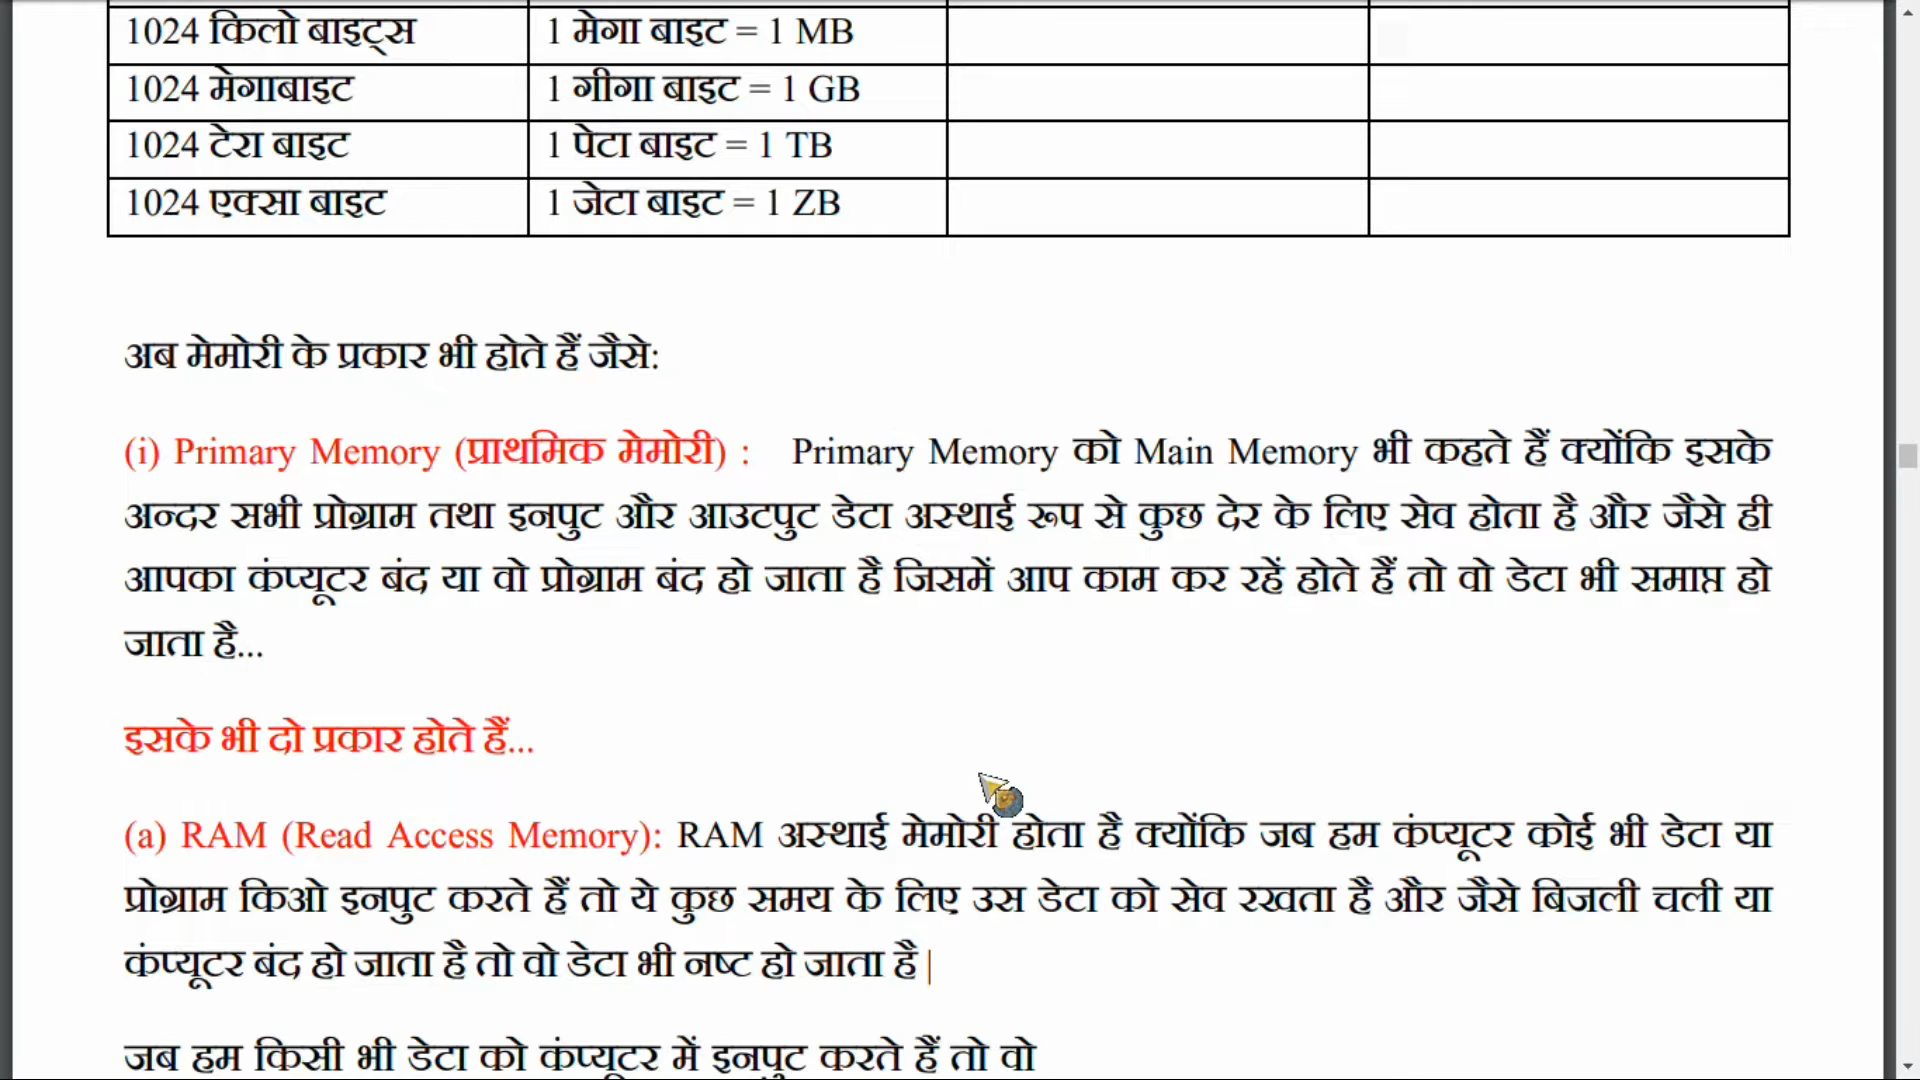 1024 किलो बाइट्स 1 मेगा बाइट = 1 MB
1024 मेगाबाइट 1 गीगा बाइट = 1 GB
1024 टेरा बाइट 1 पेटा बाइट = 1 TB
1024 एक्सा बाइट 1 जेटा बाइट = 1 ZB
अब मेमोरी के प्रकार भी होते हैं जैसे:
(i) Primary Memory (प्राथमिक मेमोरी) : Primary Memory को Main Memory भी कहते हैं क्योंकि इसके
अन्दर सभी प्रोग्राम तथा इनपुट और आउटपुट डेटा अस्थाई रूप से कुछ देर के लिए सेव होता है और जैसे ही
आपका कंप्यूटर बंद या वो प्रोग्राम बंद हो जाता है जिसमें आप काम कर रहें होते हैं तो वो डेटा भी समाप्त हो
जाता है...
इसके भी दो प्रकार होते हैं...
(a) RAM (Read Access Memory): RAM अस्थाई मेमोरी होता है क्योंकि जब हम कंप्यूटर कोई भी डेटा या
प्रोग्राम किओ इनपुट करते हैं तो ये कुछ समय के लिए उस डेटा को सेव रखता है और जैसे बिजली चली या
कंप्यूटर बंद हो जाता है तो वो डेटा भी नष्ट हो जाता है|
जब हम किसी भी डेटा को कंप्यूटर में इनपुट करते हैं तो वो